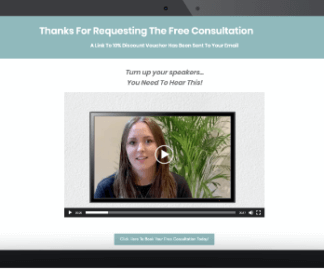 Thanks For Requesting The Free Consultation
A Link To 10% Discount Voucher Has Been Sent To Your Email
Turn up your speakers...
You Need To Hear This!
Click Here To Book Your Free Consultation Today!